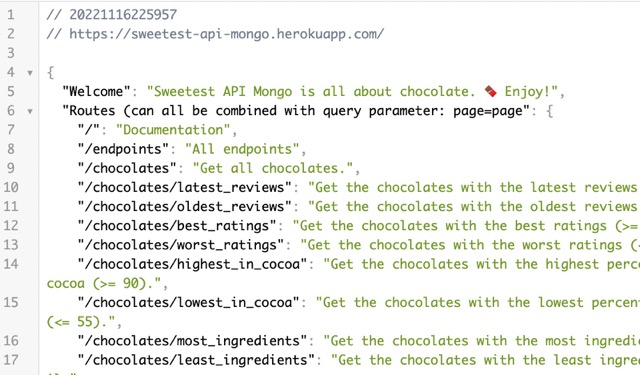 1 // 20221116225957
2 // https://sweetest-api-mongo.herokuapp.com/
3
4 {
5 "Welcome": "Sweetest API Mongo is all about chocolate. 🍫 Enjoy!",
6 "Routes (can all be combined with query parameter: page=page": {
7 "/": "Documentation",
8 "/endpoints": "All endpoints",
9 "/chocolates": "Get all chocolates.",
10 "/chocolates/latest_reviews": "Get the chocolates with the latest reviews
11 "/chocolates/oldest_reviews": "Get the chocolates with the oldest reviews
12 "/chocolates/best_ratings": "Get the chocolates with the best ratings (>=
13 "/chocolates/worst_ratings": "Get the chocolates with the worst ratings (
14 "/chocolates/highest_in_cocoa": "Get the chocolates with the highest perc
cocoa (>= 90).",
15 "/chocolates/lowest_in_cocoa": "Get the chocolates with the lowest percen
(<= 55).",
16 "/chocolates/most_ingredients": "Get the chocolates with the most ingredi
17 "/chocolates/least_ingredients": "Get the chocolates with the least ingre